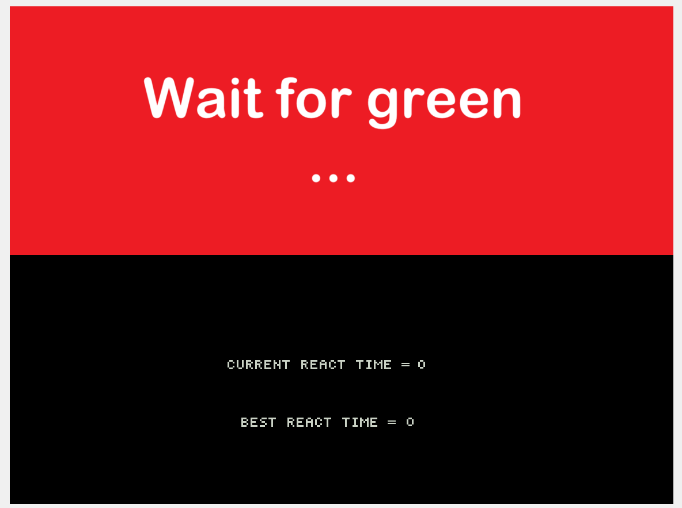 Wait for green
...
CURRENT REACT TIME = 0
BEST REACT TIME = 0